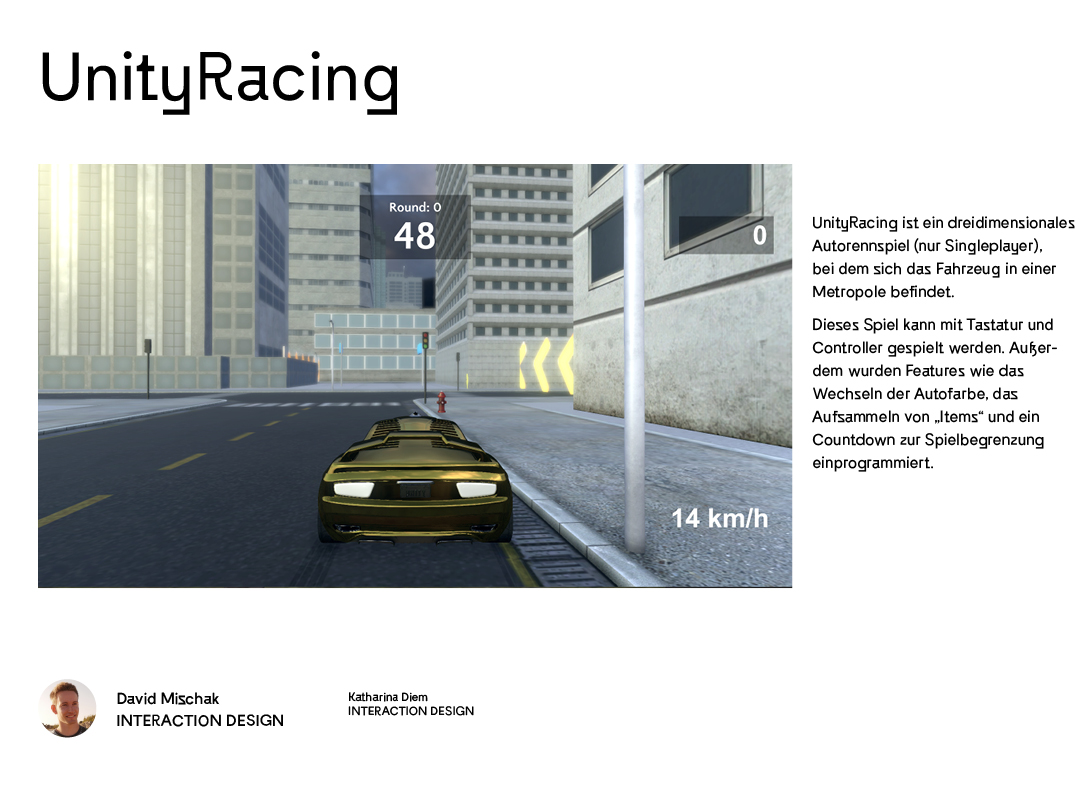 UnityRacing
Round: 0
48
0
14 km/h
UnityRacing ist ein dreidimensionales
Autorennspiel (nur Singleplayer),
bei dem sich das Fahrzeug in einer
Metropole befindet.
Dieses Spiel kann mit Tastatur und
Controller gespielt werden. Außer-
dem wurden Features wie das
Wechseln der Autofarbe, das
Aufsammeln von „Items“ und ein
Countdown zur Spielbegrenzung
einprogrammiert.
David Mischak
INTERACTION DESIGN
Katharina Diem
INTERACTION DESIGN